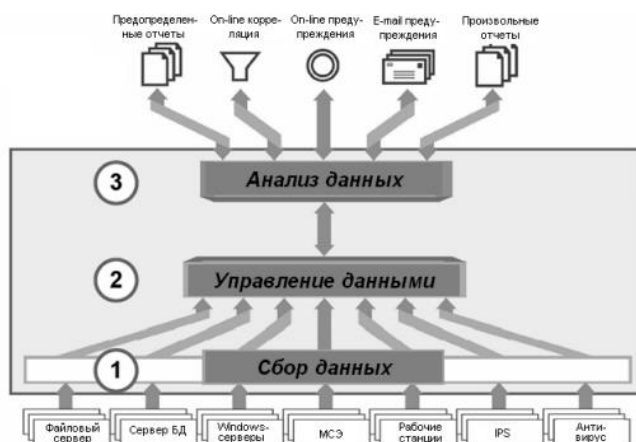 Предопределен-
ные отчеты
On-line корре-
ляция
On-line преду-
преждения
E-mail преду-
преждения
Произвольные
отчеты
3
Анализ данных
2
Управление данными
1
Сбор данных
Файловый
сервер
Сервер БД
Windows-
серверы
МСЭ
Рабочие
станции
IPS
Анти-
вирус